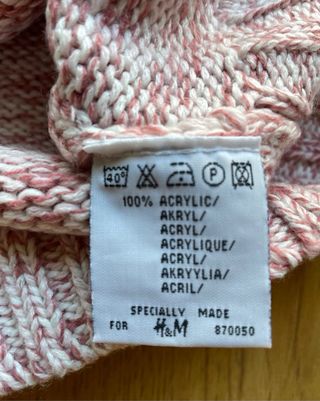 40° P
100% ACRYLIC/
AKRYL/
ACRYL/
ACRYLIQUE/
ACRYL/
AKRYYLIA/
ACRIL/
SPECIALLY MADE
FOR H&M 870050